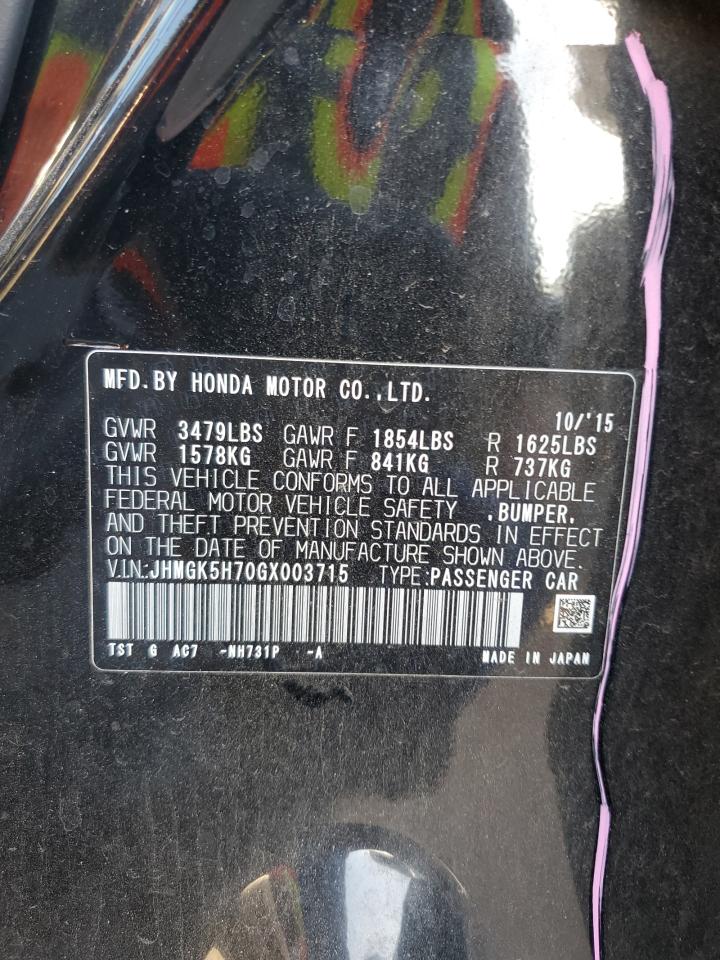 MFD.BY HONDA MOTOR CO.,LTD.
10/'15
GVWR 3479LBS GAWR F 1854LBS R 1625LBS
GVWR 1578KG GAWR F 841KG R 737KG
THIS VEHICLE CONFORMS TO ALL APPLICABLE
FEDERAL MOTOR VEHICLE SAFETY ,BUMPER,
AND THEFT PREVENTION STANDARDS IN EFFECT
ON THE DATE OF MANUFACTURE SHOWN ABOVE.
V.I.N:JHMGK5H70GX003715 TYPE:PASSENGER CAR
TST G AC7 -NH731P -A MADE IN JAPAN